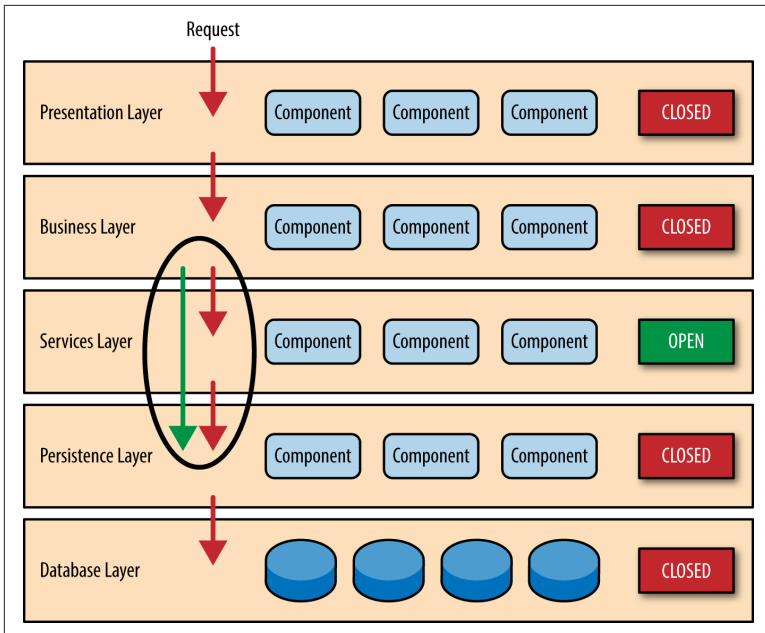 Request
Presentation Layer Component Component Component CLOSED
Business Layer Component Component Component CLOSED
Services Layer Component Component Component OPEN
Persistence Layer Component Component Component CLOSED
Database Layer CLOSED